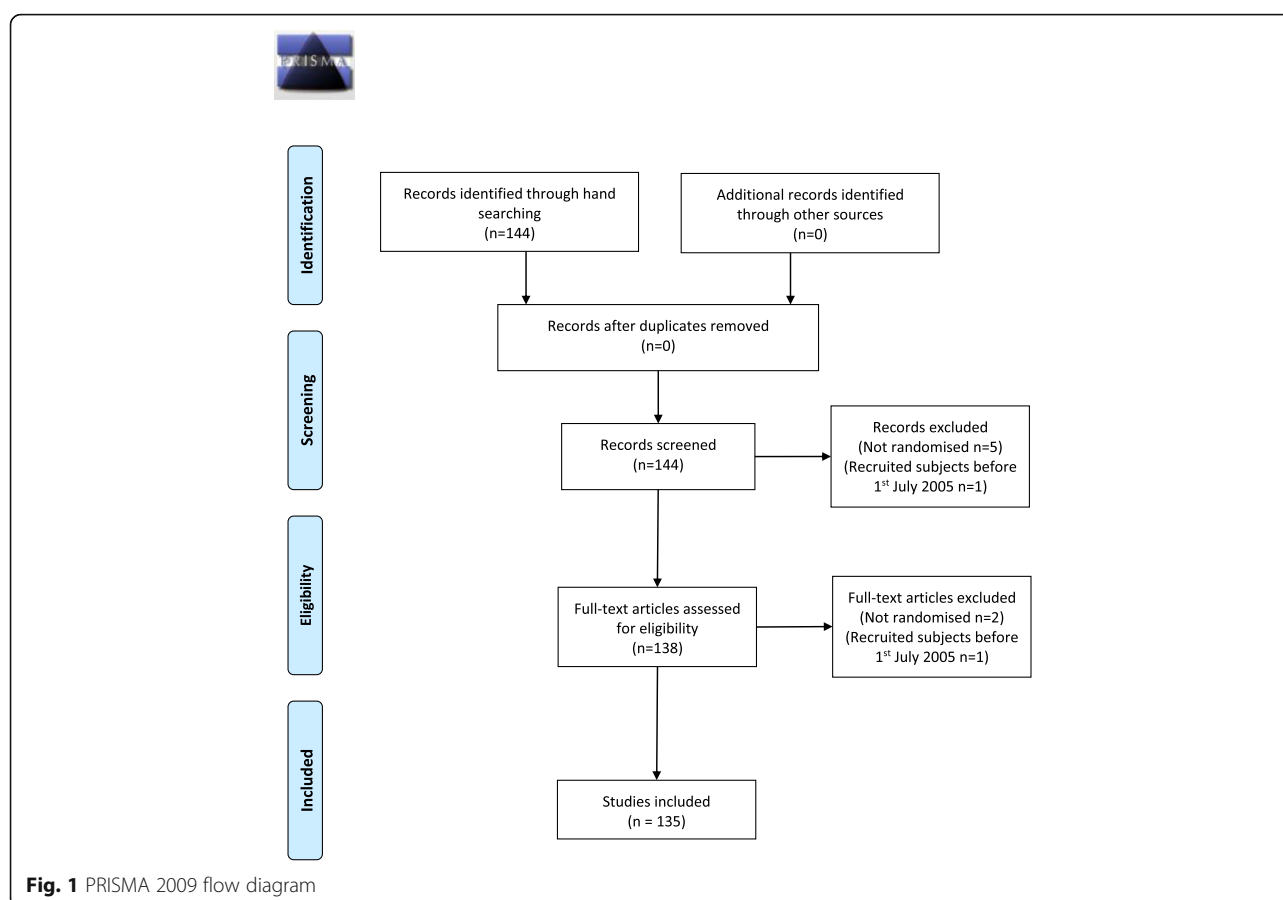 PRISMA
Identification
Records identified through hand
searching
(n=144)
Additional records identified
through other sources
(n=0)
Records after duplicates removed
(n=0)
Screening
Records screened
(n=144)
Records excluded
(Not randomised n=5)
(Recruited subjects before
1st July 2005 n=1)
Eligibility
Full-text articles assessed
for eligibility
(n=138)
Full-text articles excluded
(Not randomised n=2)
(Recruited subjects before
1st July 2005 n=1)
Included
Studies included
(n = 135)
Fig. 1 PRISMA 2009 flow diagram